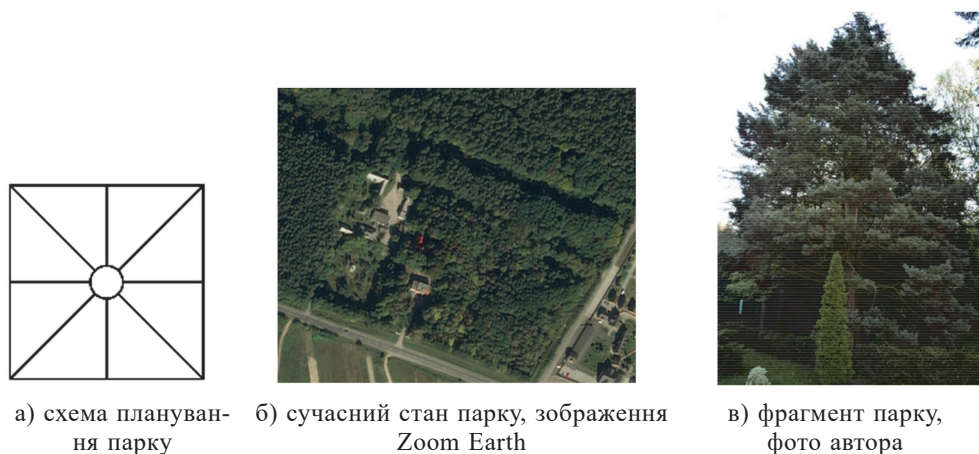 а) схема плануван-
ня парку
б) сучасний стан парку, зображення
Zoom Earth
в) фрагмент парку,
фото автора